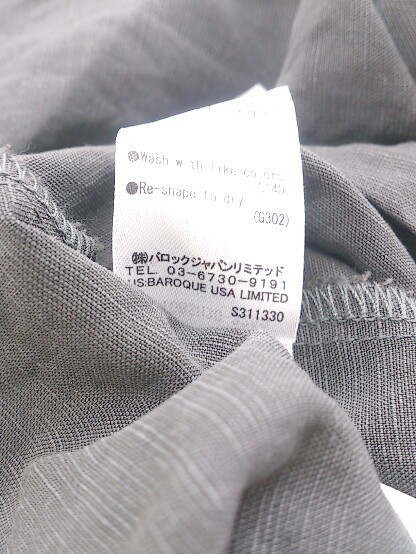 ●Wash with like colors
●Re-shape to dry
(G302)
㈱バロックジャパンリミテッド
TEL. 03-6730-9191
US:BAROQUE USA LIMITED
S311330